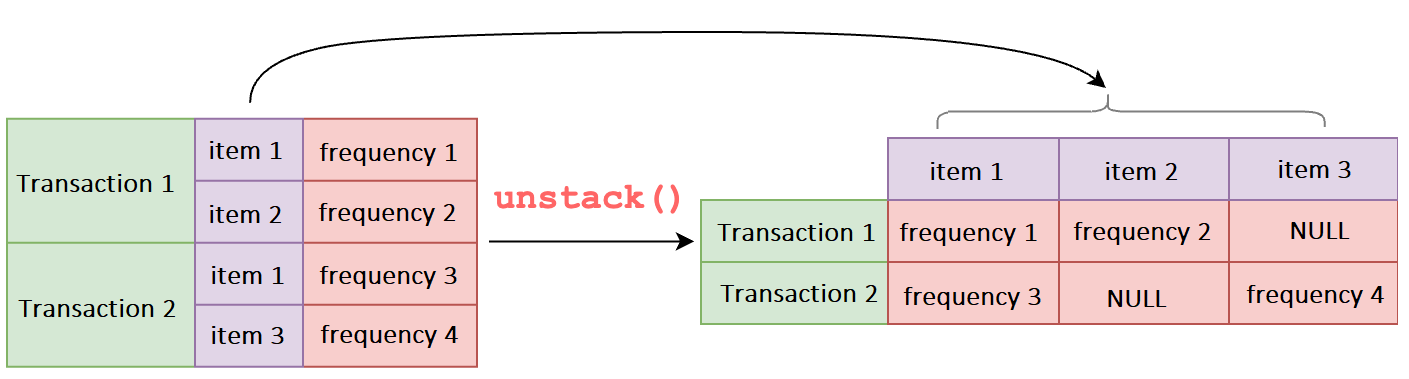 Transaction 1
item 1
frequency 1
item 2
frequency 2
Transaction 2
item 1
frequency 3
item 3
frequency 4
unstack()
item 1
item 2
item 3
Transaction 1
frequency 1
frequency 2
NULL
Transaction 2
frequency 3
NULL
frequency 4